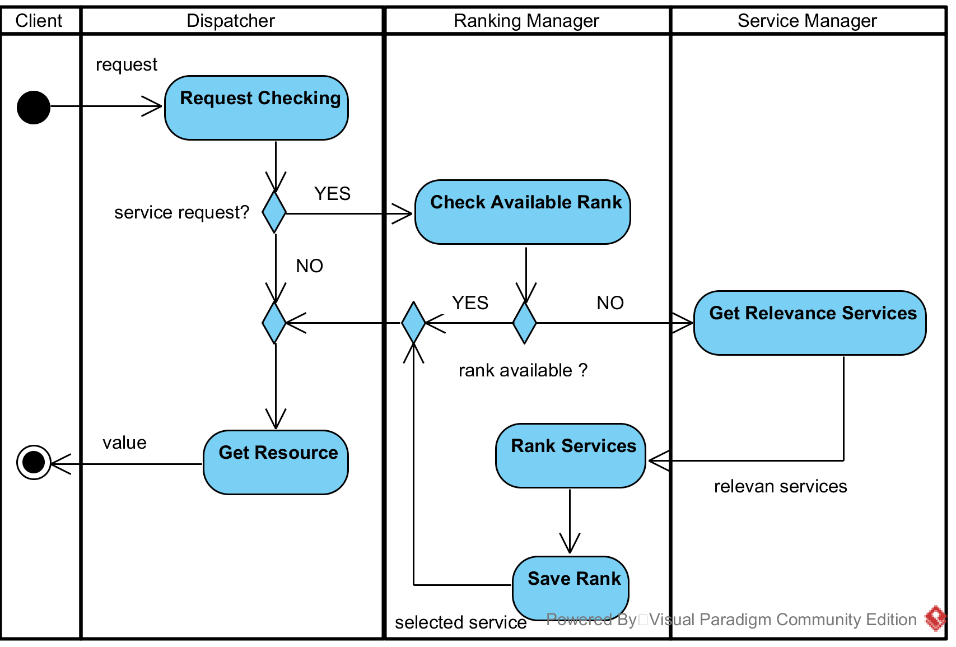 Client
Dispatcher
Ranking Manager
Service Manager
request
Request Checking
YES
service request?
Check Available Rank
NO
YES
NO
Get Relevance Services
rank available ?
value
Get Resource
Rank Services
relevan services
Save Rank
selected service
Powered By Visual Paradigm Community Edition